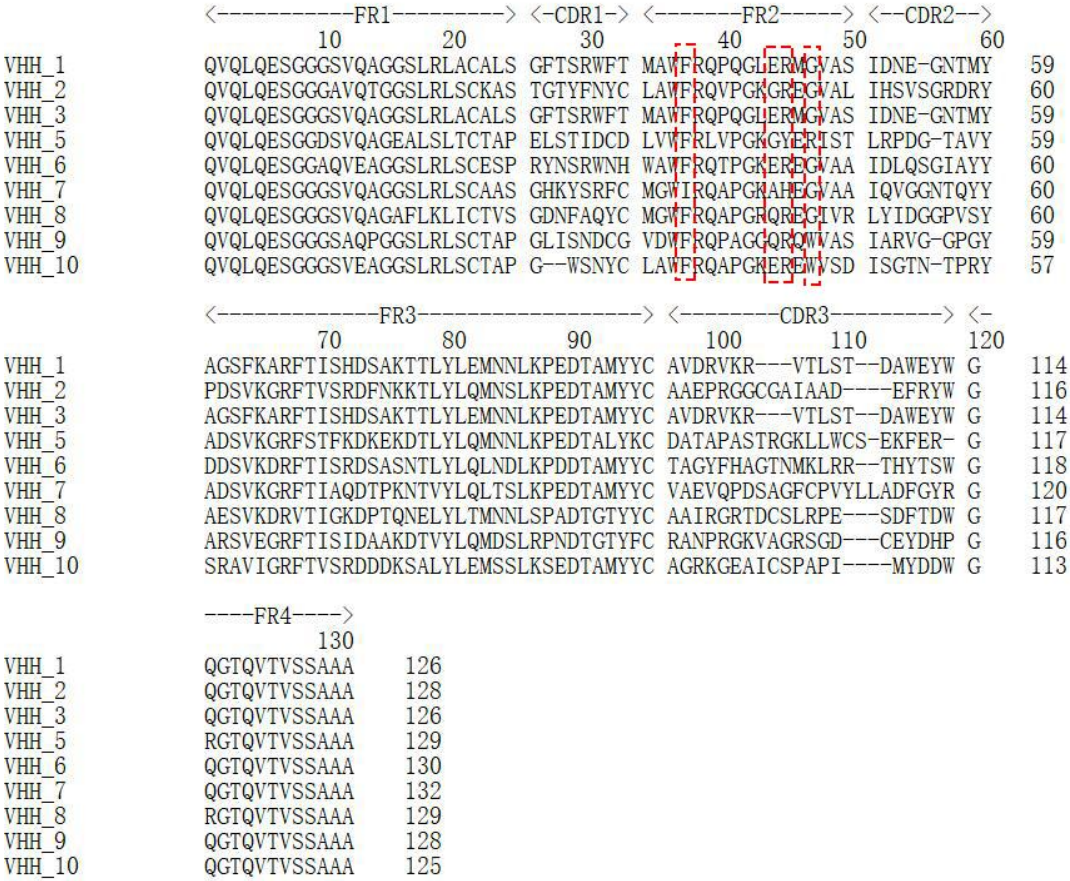 <----------FR1----------> <-CDR1-> <------FR2-------> <--CDR2-->
10 20 30 40 50 60
VHH_1 QVQLQESGGGSVQAGGSLRLACALS GFTSRWFT MAWFRQPQGLERMGVAS IDNE-GNTMY 59
VHH_2 QVQLQESGGGAVQTGGSLRLSCKAS TGTYFNYC LAWFRQVPGKGREGVAL IHSVSGRDRY 60
VHH_3 QVQLQESGGGSVQAGGSLRLACALS GFTSRWFT MAWFRQPQGLERMGVAS IDNE-GNTMY 59
VHH_5 QVQLQESGGDSVQAGEALSLTCTAP ELSTIDCD LVWFRLVPGKGYERIST LRPDG-TAVY 59
VHH_6 QVQLQESGGAQVEAGGSLRLSCESP RYNSRWNH WAWFRQTPGKEREGVAA IDLQSGIAYY 60
VHH_7 QVQLQESGGGSVQAGGSLRLSCAAS GHKYSRFC MGWIRQAPGKAHEGVAA IQVGGNTQYY 60
VHH_8 QVQLQESGGGSVQAGAFLKLICTVS GDNFAQYC MGWFRQAPGRQREGIVR LYIDGGPVSY 60
VHH_9 QVQLQESGGGSAQPGGSLRLSCTAP GLISNDCG VDWFRQPAGGQRQWVAS IARVG-GPGY 59
VHH_10 QVQLQESGGGSVEAGGSLRLSCTAP G--WSNYC LAWFRQAPGKEREWVSD ISGTN-TPRY 57
<--------------FR3----------------> <--------CDR3--------> <-
70 80 90 100 110 120
VHH_1 AGSFKARFTISHDSAKTTLYLEMNNLKPEDTAMYYC AVDRVKR---VTLST--DAWEYW G 114
VHH_2 PDSVKGRFTVSRDFNKKTLYLQMNSLKPEDTAMYYC AAEPRGGCGAIAAD----EFRYW G 116
VHH_3 AGSFKARFTISHDSAKTTLYLEMNNLKPEDTAMYYC AVDRVKR---VTLST--DAWEYW G 114
VHH_5 ADSVKGRFSTFKDKEKDTLYLQMNNLKPEDTALYKC DATAPASTRGKLLWCS-EKFER- G 117
VHH_6 DDSVKDRFTISRDSASNTLYLQLNDLKPDDTAMYYC TAGYFHAGTNMKLRR--THYTSW G 118
VHH_7 ADSVKGRFTIAQDTPKNTVYLQLTSLKPEDTAMYYC VAEVQPDSAGFCPVYLLADFGYR G 120
VHH_8 AESVKDRVTIGKDPTQNELYLTMNNLSPADTGTYYC AAIRGRTDCSLRPE---SDFTDW G 117
VHH_9 ARSVEGRFTISIDAAKDTVYLQMDSLRPNDTGTYFC RANPRGKVAGRSGD---CEYDHP G 116
VHH_10 SRAVIGRFTVSRDDDKSALYLEMSSLKSEDTAMYYC AGRKGEAICSPAPI----MYDDW G 113
----FR4---->
130
VHH_1 QGTQVTVSSAAA 126
VHH_2 QGTQVTVSSAAA 128
VHH_3 QGTQVTVSSAAA 126
VHH_5 RGTQVTVSSAAA 129
VHH_6 QGTQVTVSSAAA 130
VHH_7 QGTQVTVSSAAA 132
VHH_8 RGTQVTVSSAAA 129
VHH_9 QGTQVTVSSAAA 128
VHH_10 QGTQVTVSSAAA 125